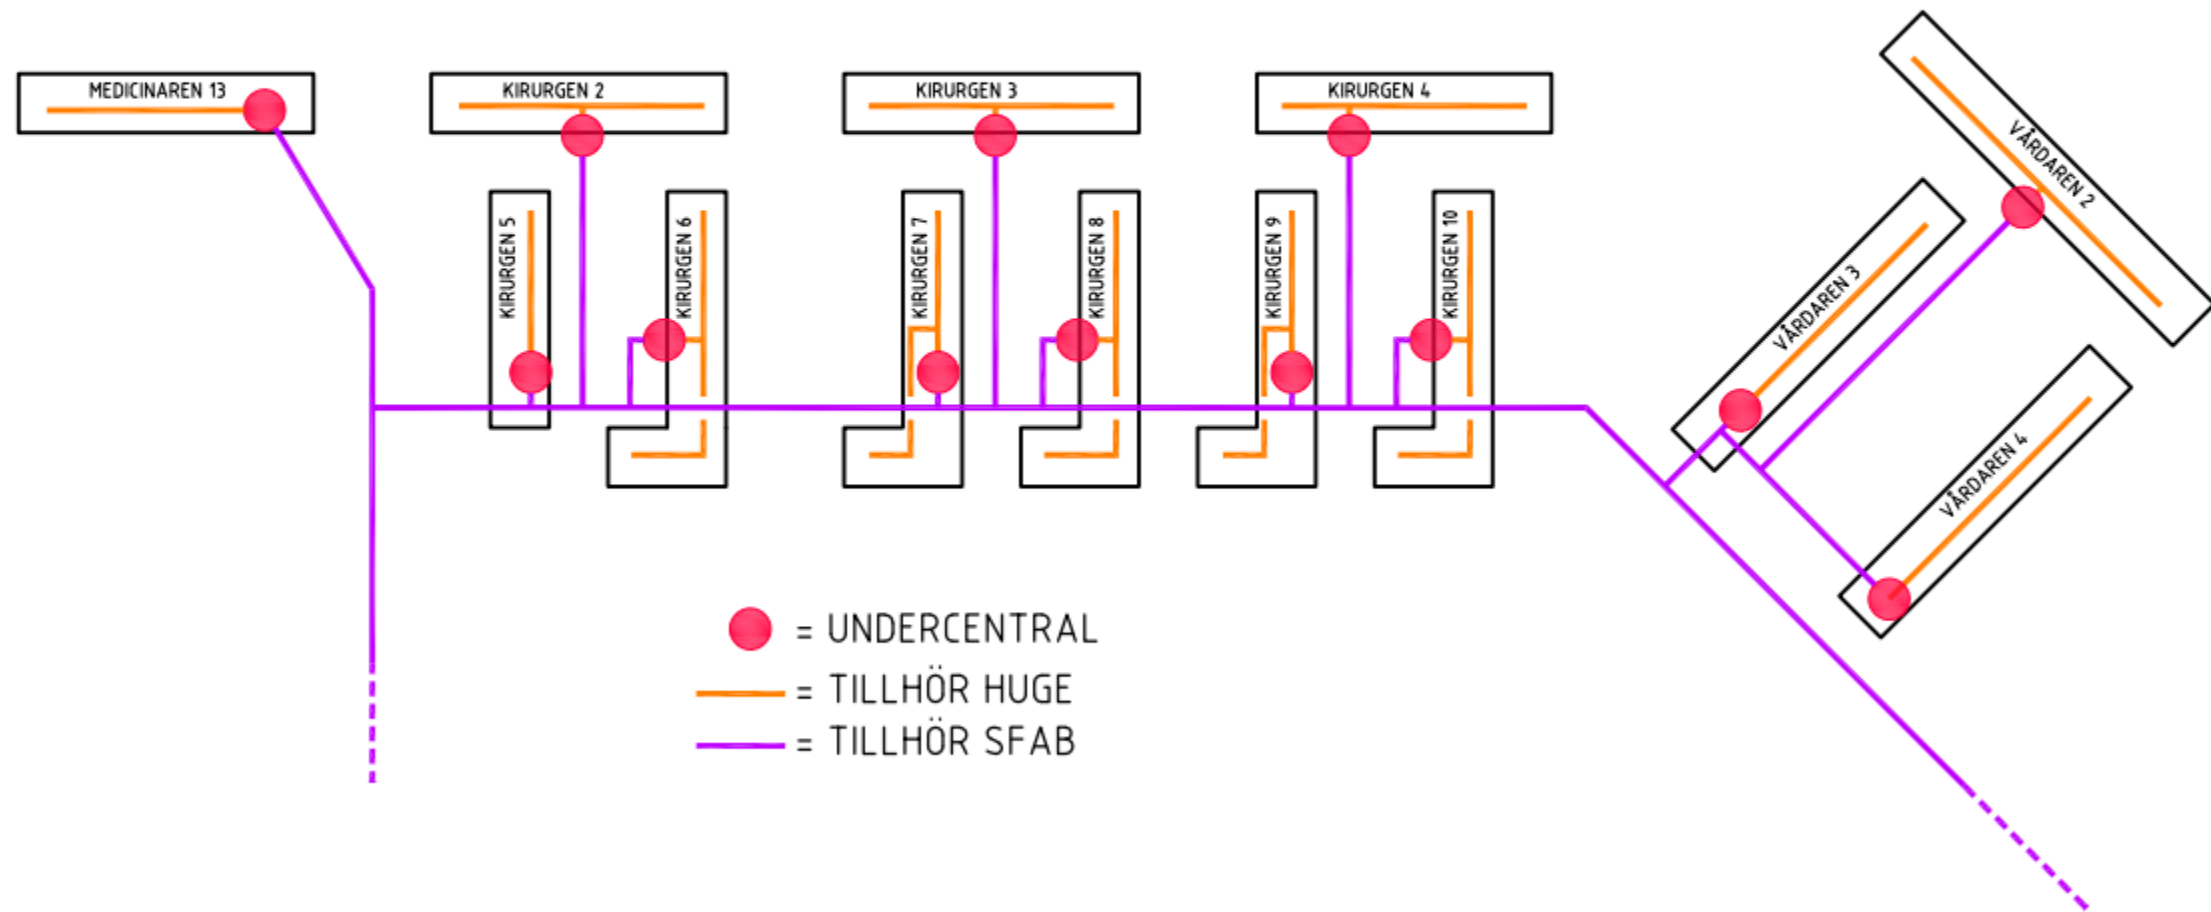 MEDICINAREN 13
KIRURGEN 2
KIRURGEN 3
KIRURGEN 4
VÅRDAREN 2
KIRURGEN 5
KIRURGEN 6
KIRURGEN 7
KIRURGEN 8
KIRURGEN 9
KIRURGEN 10
VÅRDAREN 3
VÅRDAREN 4
= UNDERCENTRAL
= TILLHÖR HUGE
= TILLHÖR SFAB